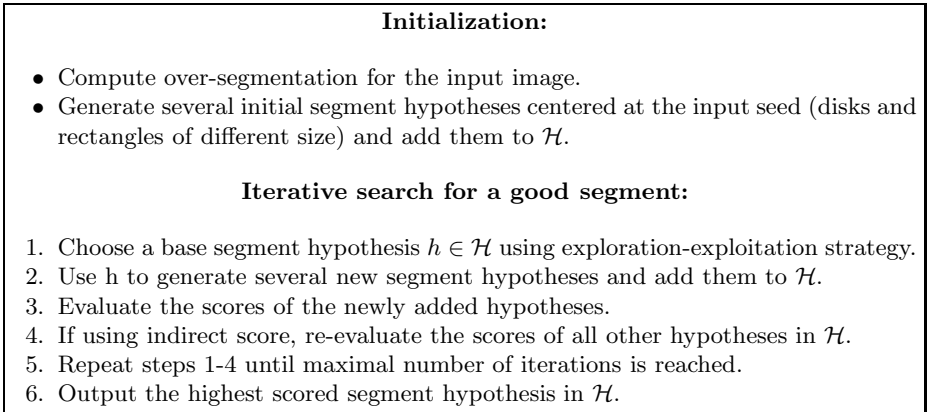 Initialization:
• Compute over-segmentation for the input image.
• Generate several initial segment hypotheses centered at the input seed (disks and
rectangles of different size) and add them to ℋ.
Iterative search for a good segment:
1. Choose a base segment hypothesis h ∈ ℋ using exploration-exploitation strategy.
2. Use h to generate several new segment hypotheses and add them to ℋ.
3. Evaluate the scores of the newly added hypotheses.
4. If using indirect score, re-evaluate the scores of all other hypotheses in ℋ.
5. Repeat steps 1-4 until maximal number of iterations is reached.
6. Output the highest scored segment hypothesis in ℋ.